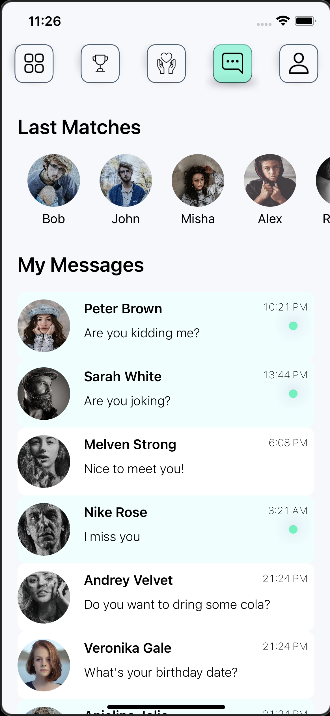 11:26
Last Matches
Bob
John
Misha
Alex
R
My Messages
Peter Brown 10:21 PM
Are you kidding me?
Sarah White 13:44 PM
Are you joking?
Melven Strong 6:03 PM
Nice to meet you!
Nike Rose 3:21 AM
I miss you
Andrey Velvet 21:24 PM
Do you want to dring some cola?
Veronika Gale 21:24 PM
What's your birthday date?
Anjelina Jolie 21:24 PM